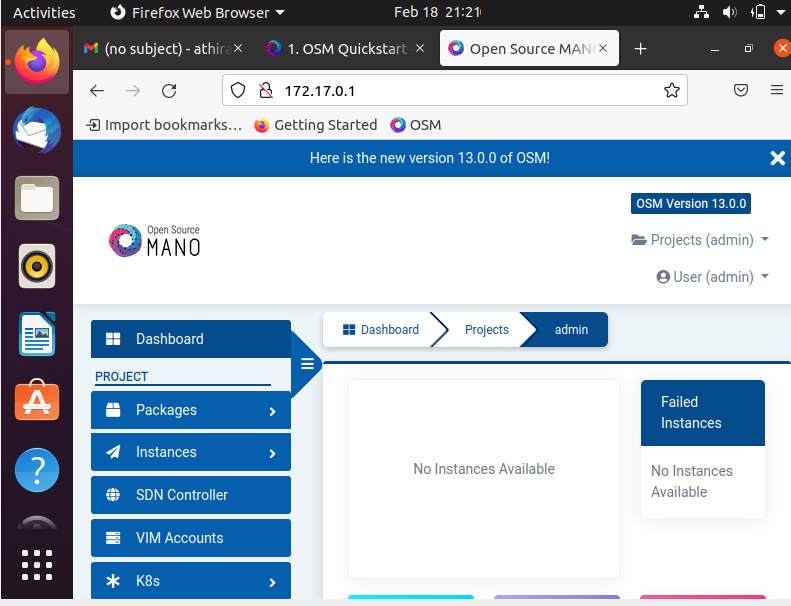 Activities Firefox Web Browser Feb 18 21:21
(no subject) - athira 1. OSM Quickstart Open Source MANO
172.17.0.1
Import bookmarks... Getting Started OSM
Here is the new version 13.0.0 of OSM!
OSM Version 13.0.0
Open Source
MANO
Projects (admin)
User (admin)
Dashboard
Dashboard Projects admin
PROJECT
Packages
Instances
SDN Controller
VIM Accounts
K8s
No Instances Available
Failed
Instances
No Instances
Available